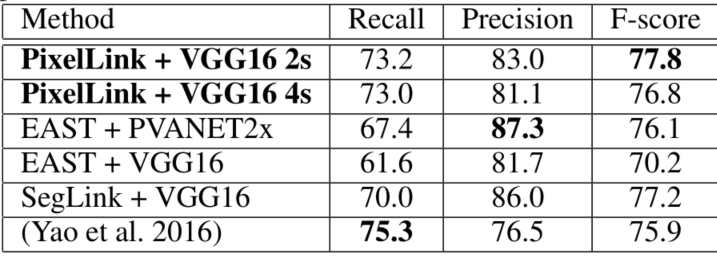 Method Recall Precision F-score
PixelLink + VGG16 2s 73.2 83.0 77.8
PixelLink + VGG16 4s 73.0 81.1 76.8
EAST + PVANET2x 67.4 87.3 76.1
EAST + VGG16 61.6 81.7 70.2
SegLink + VGG16 70.0 86.0 77.2
(Yao et al. 2016) 75.3 76.5 75.9